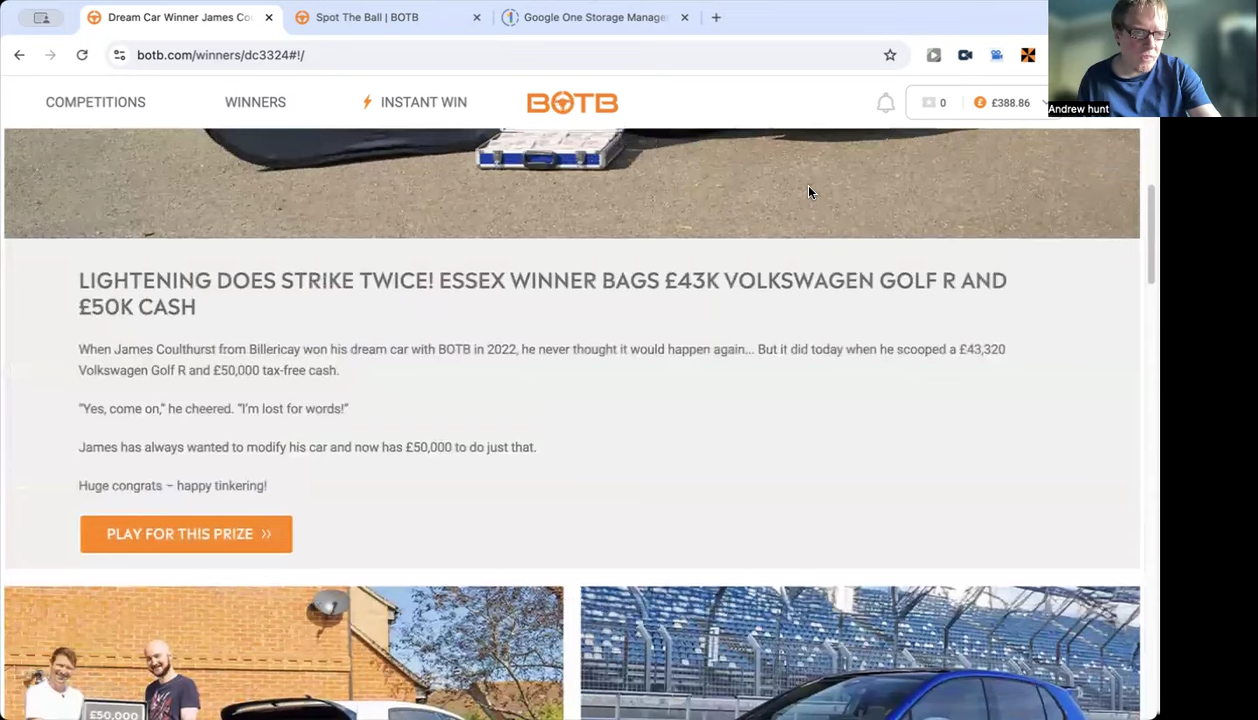 Dream Car Winner James Co
Spot The Ball | BOTB
Google One Storage Manage
botb.com/winners/dc3324#!/
COMPETITIONS
WINNERS
INSTANT WIN
BOTB
0
£388.86
Andrew hunt
LIGHTENING DOES STRIKE TWICE! ESSEX WINNER BAGS £43K VOLKSWAGEN GOLF R AND
£50K CASH
When James Coulthurst from Billericay won his dream car with BOTB in 2022, he never thought it would happen again... But it did today when he scooped a £43,320
Volkswagen Golf R and £50,000 tax-free cash.
“Yes, come on,” he cheered. “I’m lost for words!”
James has always wanted to modify his car and now has £50,000 to do just that.
Huge congrats – happy tinkering!
PLAY FOR THIS PRIZE »
£50,000